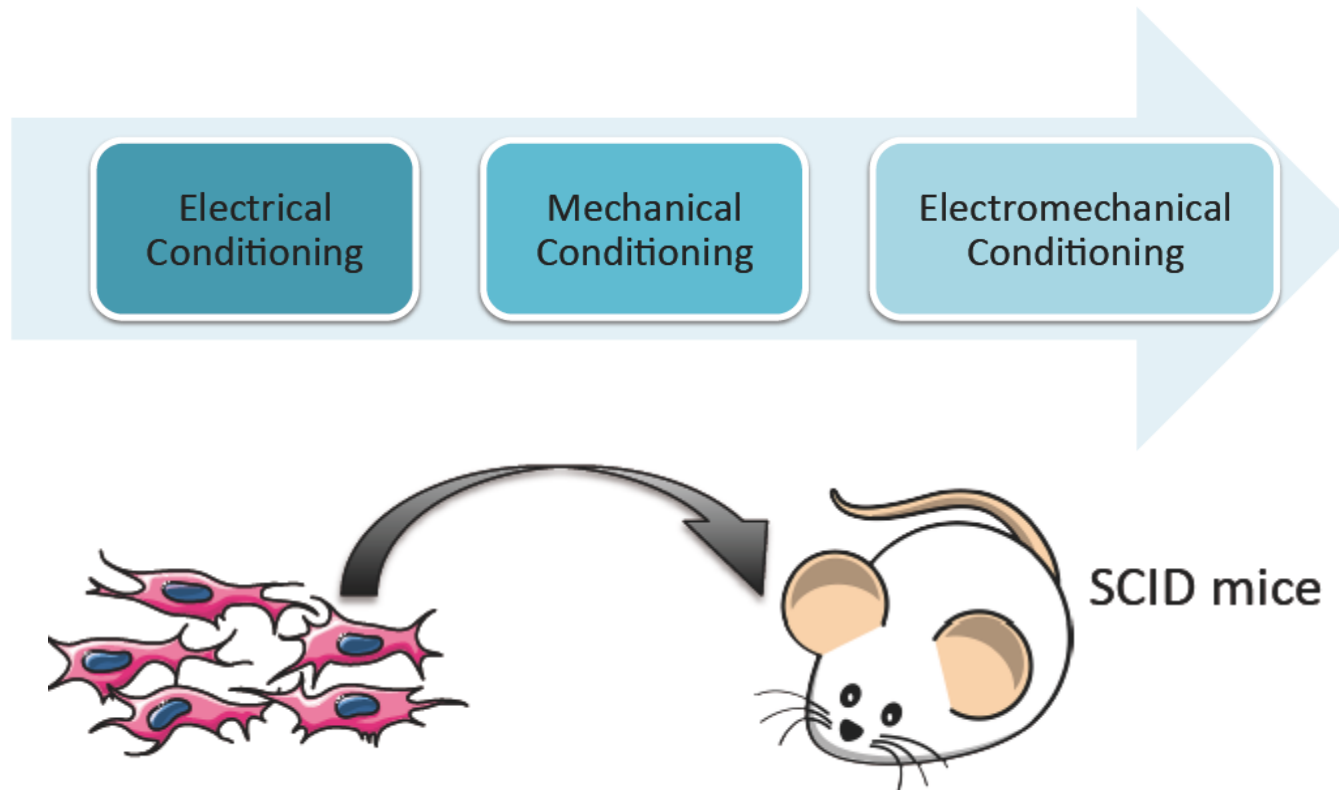 Electrical
Conditioning
Mechanical
Conditioning
Electromechanical
Conditioning
SCID mice